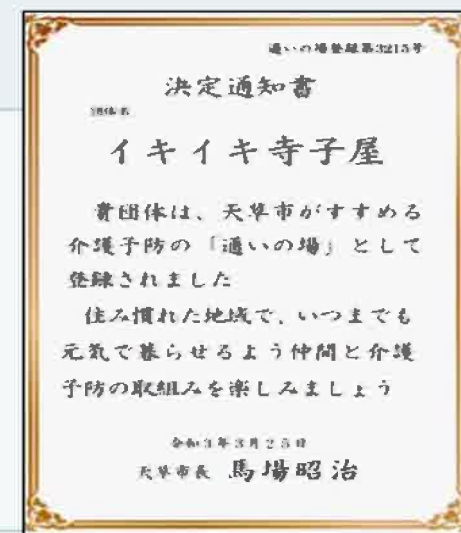 通いの場登録第3215号
決定通知書
団体名
イキイキ寺子屋
貴団体は、天草市がすすめる
介護予防の「通いの場」として
登録されました
住み慣れた地域で、いつまでも
元気で暮らせるよう仲間と介護
予防の取組みを楽しみましょう
令和3年3月25日
天草市長 馬場昭治